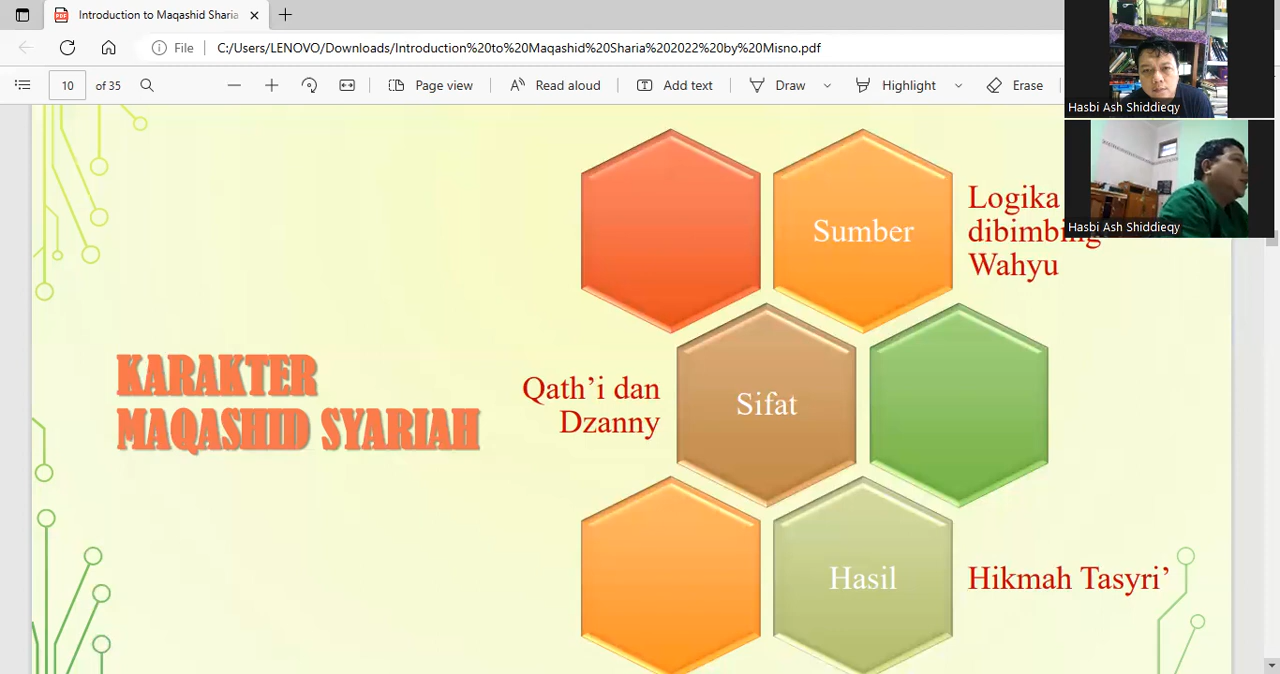 Introduction to Maqashid Sharia
File
C:/Users/LENOVO/Downloads/Introduction%20to%20Maqashid%20Sharia%202022%20by%20Misno.pdf
10 of 35
Page view
Read aloud
Add text
Draw
Highlight
Erase
Hasbi Ash Shiddieqy
Hasbi Ash Shiddieqy
KARAKTER
MAQASHID SYARIAH
Sumber
Logika
dibimbing
Wahyu
Qath’i dan
Dzanny
Sifat
Hasil
Hikmah Tasyri’